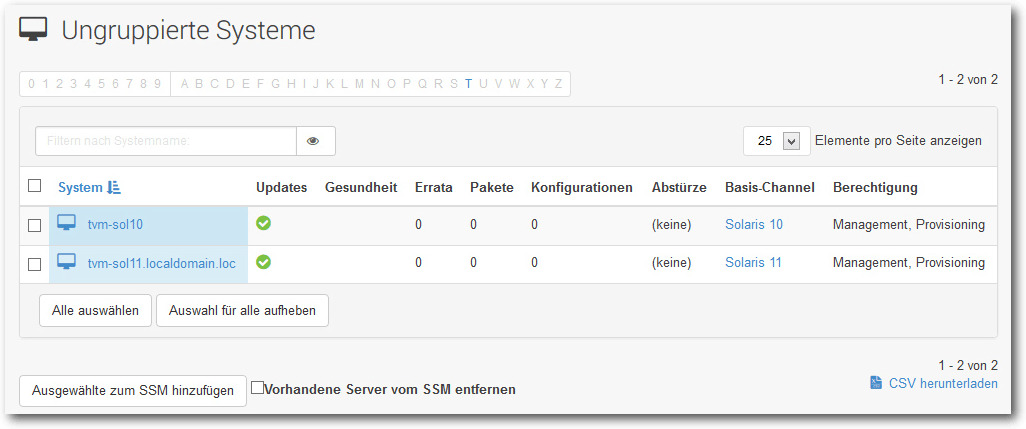 Ungruppierte Systeme
0 1 2 3 4 5 6 7 8 9 A B C D E F G H I J K L M N O P Q R S T U V W X Y Z
1 - 2 von 2
Filtern nach Systemname:
25 Elemente pro Seite anzeigen
System Updates Gesundheit Errata Pakete Konfigurationen Abstürze Basis-Channel Berechtigung
tvm-sol10 0 0 0 (keine) Solaris 10 Management, Provisioning
tvm-sol11.localdomain.loc 0 0 0 (keine) Solaris 11 Management, Provisioning
Alle auswählen Auswahl für alle aufheben
1 - 2 von 2
CSV herunterladen
Ausgewählte zum SSM hinzufügen Vorhandene Server vom SSM entfernen